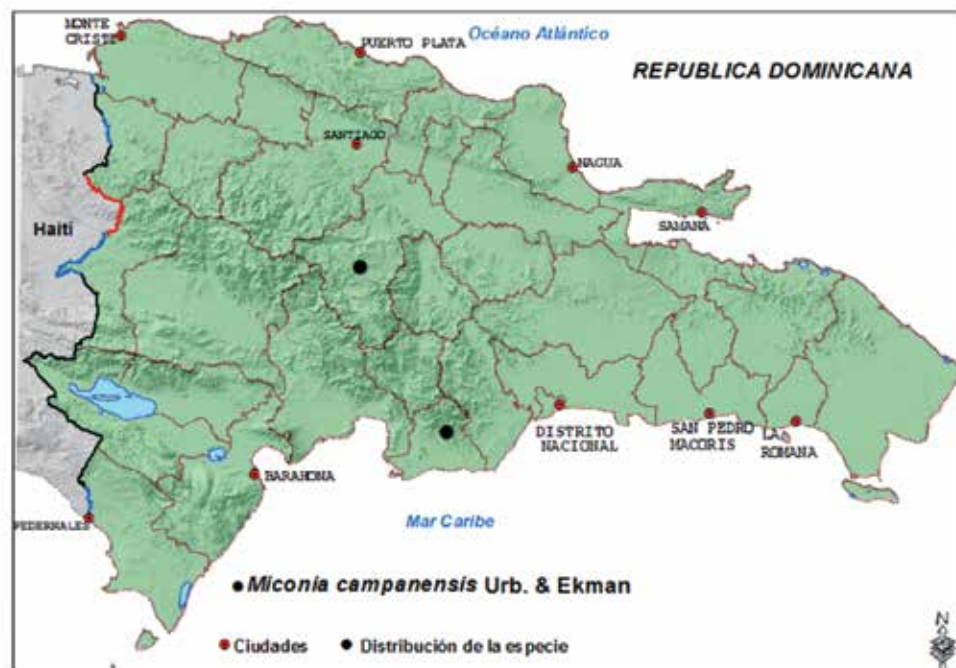 MONTE
CRISTI
PUERTO PLATA
Océano Atlántico
REPUBLICA DOMINICANA
SANTIAGO
NAGUA
SAMANÁ
Haití
DISTRITO
NACIONAL
SAN PEDRO
MACORIS
LA
ROMANA
BARAHONA
PEDERNALES
Mar Caribe
Miconia campanensis Urb. & Ekman
Ciudades
Distribución de la especie
N